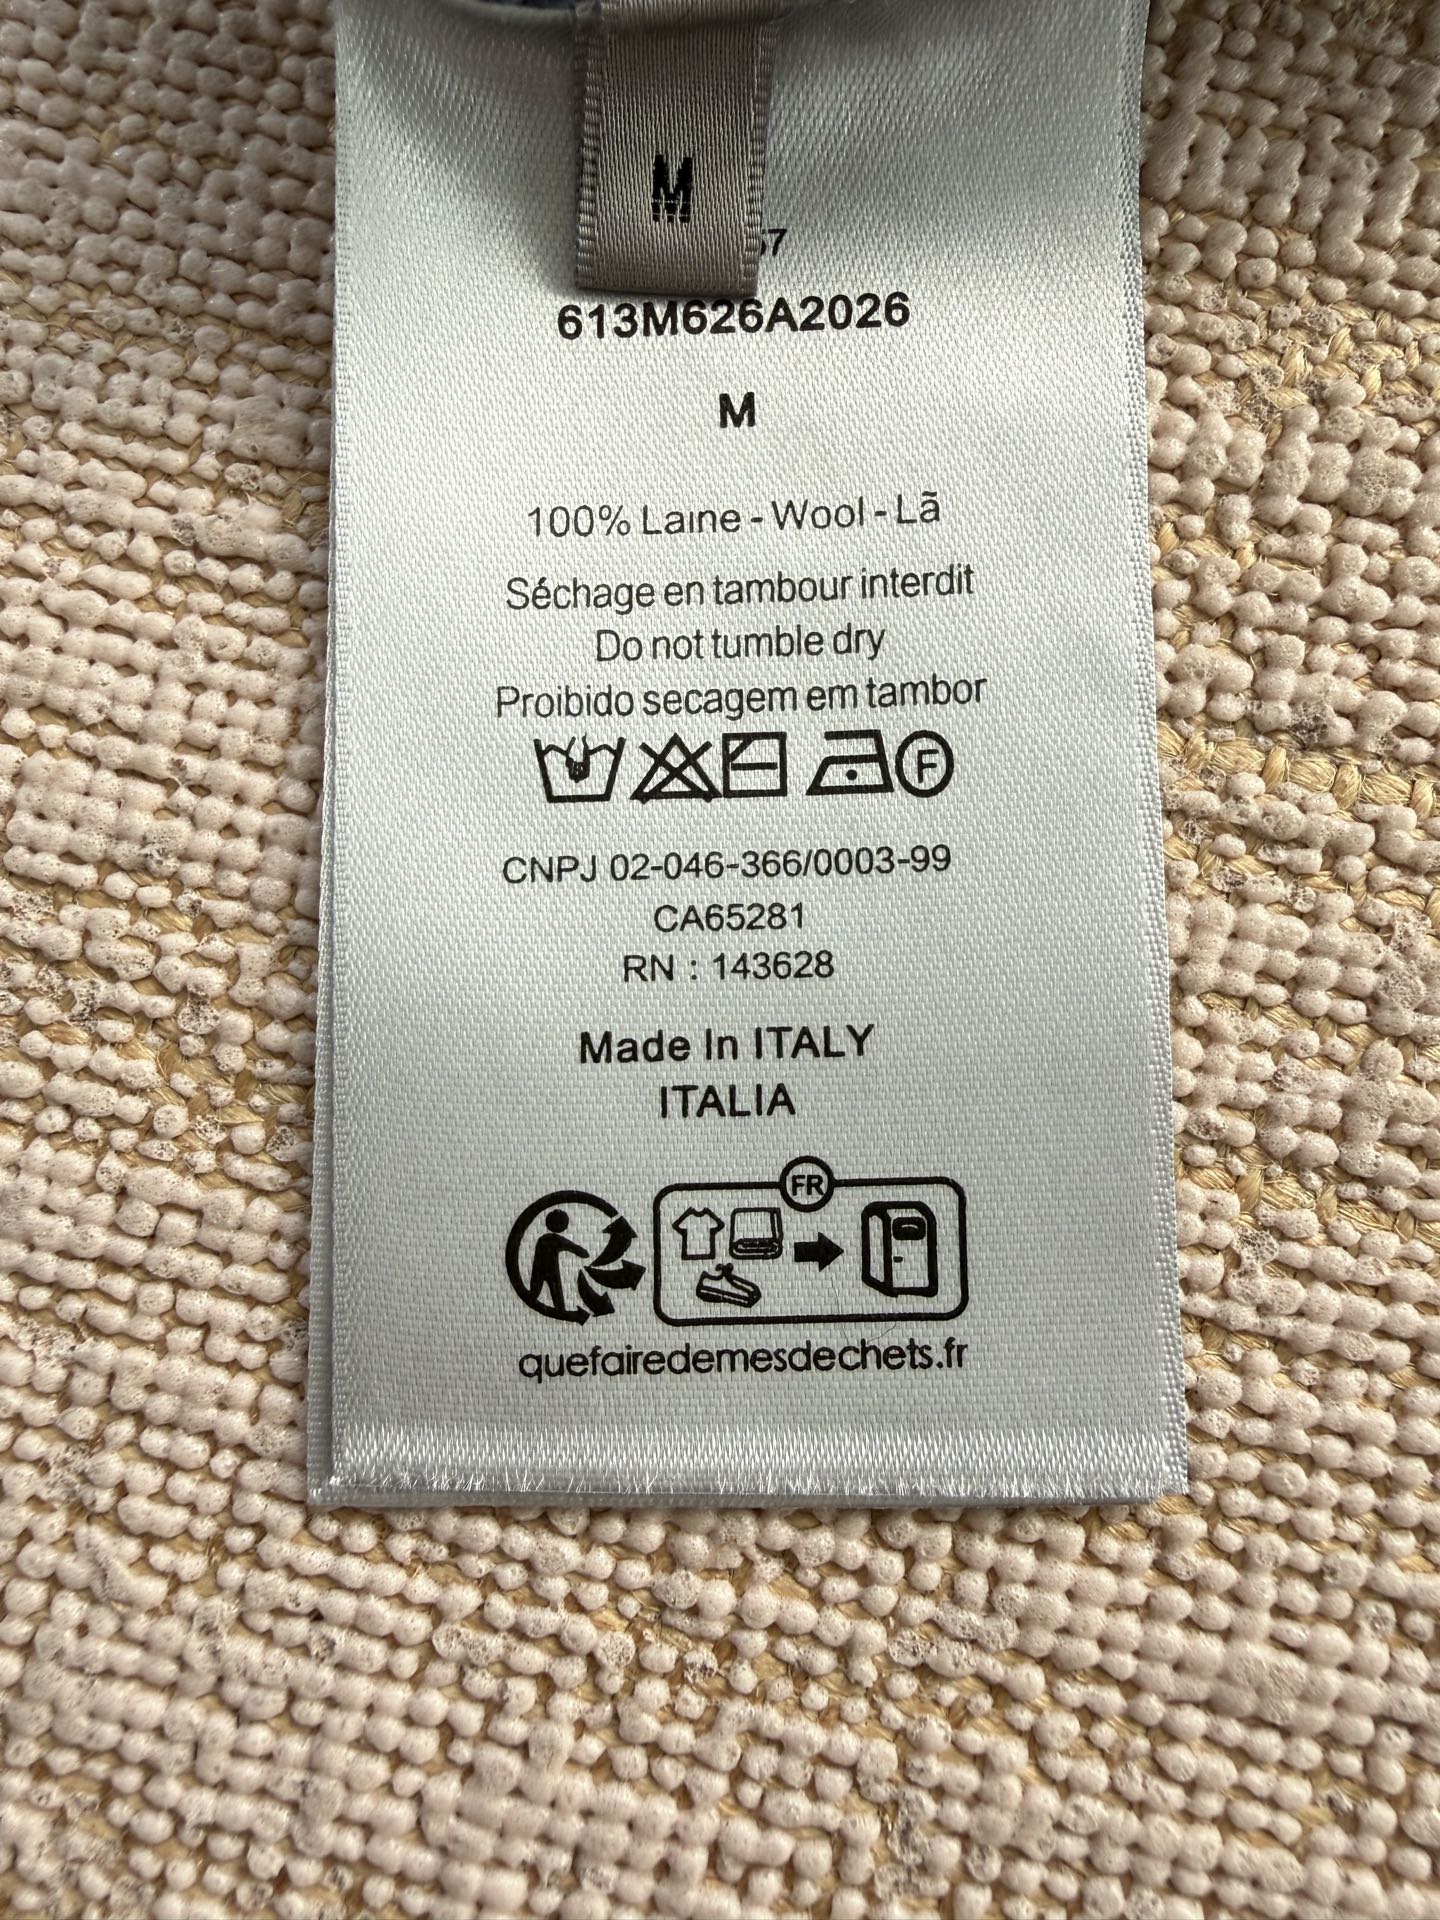 M
57
613M626A2026
M
100% Laine - Wool - Lã
Séchage en tambour interdit
Do not tumble dry
Proibido secagem em tambor
F
CNPJ 02-046-366/0003-99
CA65281
RN : 143628
Made In ITALY
ITALIA
FR
quefairedemesdechets.fr